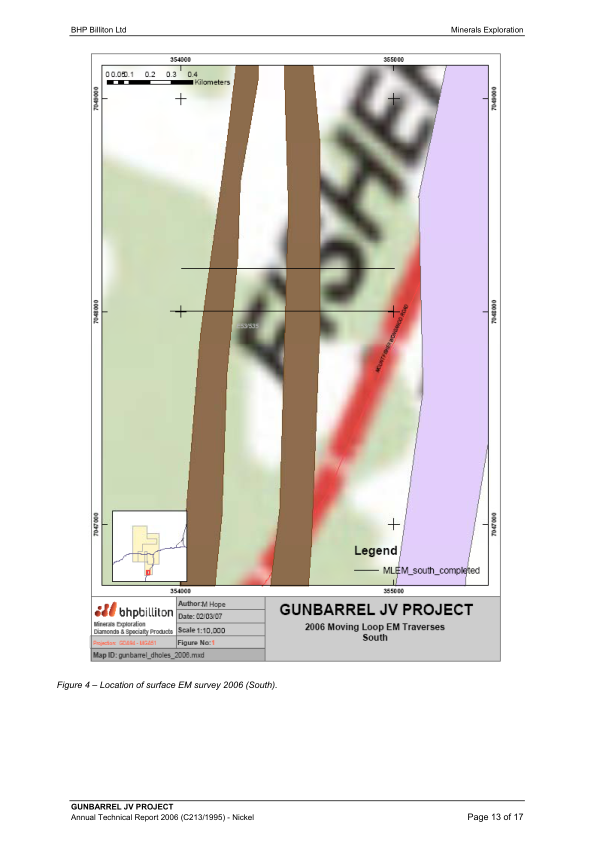 BHP Billiton Ltd Minerals Exploration
354000 355000
0 0.05 0.1 0.2 0.3 0.4
Kilometers
7049000 7049000
FISHER
7048000 7048000
7047000 7047000
Legend
MLEM_south_completed
354000 355000
bhpbilliton
Minerals Exploration
Diamonds & Specialty Products
Author: M Hope
Date: 02/03/07
Scale 1:10,000
Figure No: 1
Map ID: gunbarrel_dholes_2006.mxd
GUNBARREL JV PROJECT
2006 Moving Loop EM Traverses
South
Figure 4 – Location of surface EM survey 2006 (South).
GUNBARREL JV PROJECT
Annual Technical Report 2006 (C213/1995) - Nickel Page 13 of 17